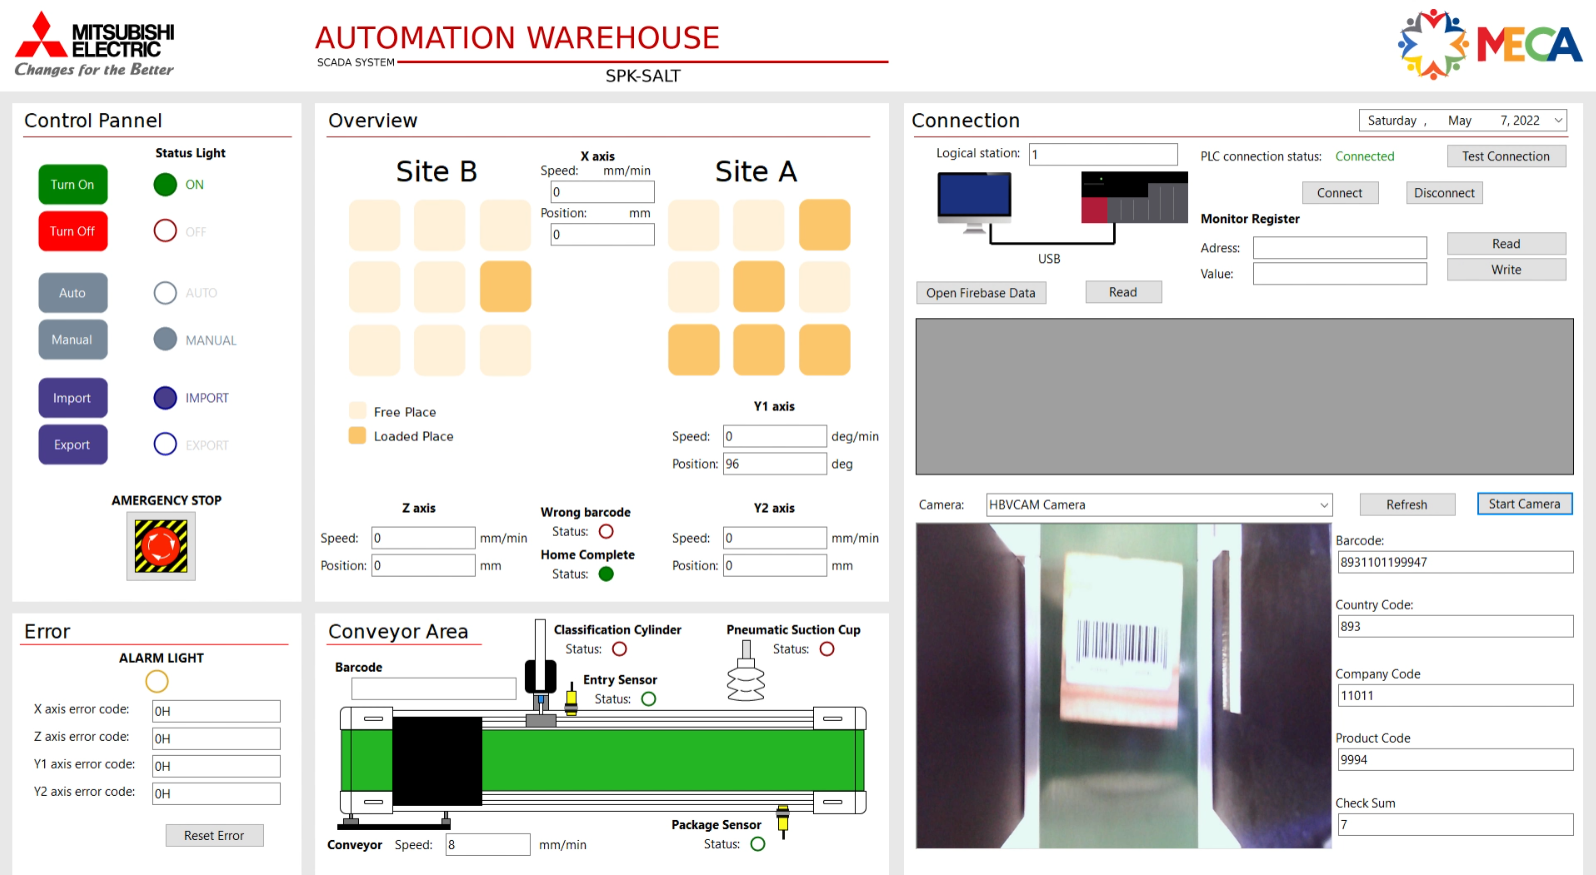 MITSUBISHI
ELECTRIC
Changes for the Better
AUTOMATION WAREHOUSE
SCADA SYSTEM
SPK-SALT
MECA
Control Pannel
Status Light
Turn On
ON
Turn Off
OFF
Auto
AUTO
Manual
MANUAL
Import
IMPORT
Export
EXPORT
AMERGENCY STOP
Overview
Site B
X axis
Speed: mm/min
0
Position: mm
0
Site A
Free Place
Loaded Place
Y1 axis
Speed: 0 deg/min
Position: 96 deg
Z axis
Speed: 0 mm/min
Position: 0 mm
Wrong barcode
Status:
Home Complete
Status:
Y2 axis
Speed: 0 mm/min
Position: 0 mm
Connection
Saturday , May 7, 2022
Logical station: 1
PLC connection status: Connected
Test Connection
Connect
Disconnect
Monitor Register
Adress:
Read
Value:
Write
USB
Open Firebase Data
Read
Camera: HBVCAM Camera
Refresh
Start Camera
Barcode:
8931101199947
Country Code:
893
Company Code
11011
Product Code
9994
Check Sum
7
Error
ALARM LIGHT
X axis error code: 0H
Z axis error code: 0H
Y1 axis error code: 0H
Y2 axis error code: 0H
Reset Error
Conveyor Area
Classification Cylinder
Status:
Pneumatic Suction Cup
Status:
Barcode
Entry Sensor
Status:
Package Sensor
Status:
Conveyor Speed: 8 mm/min